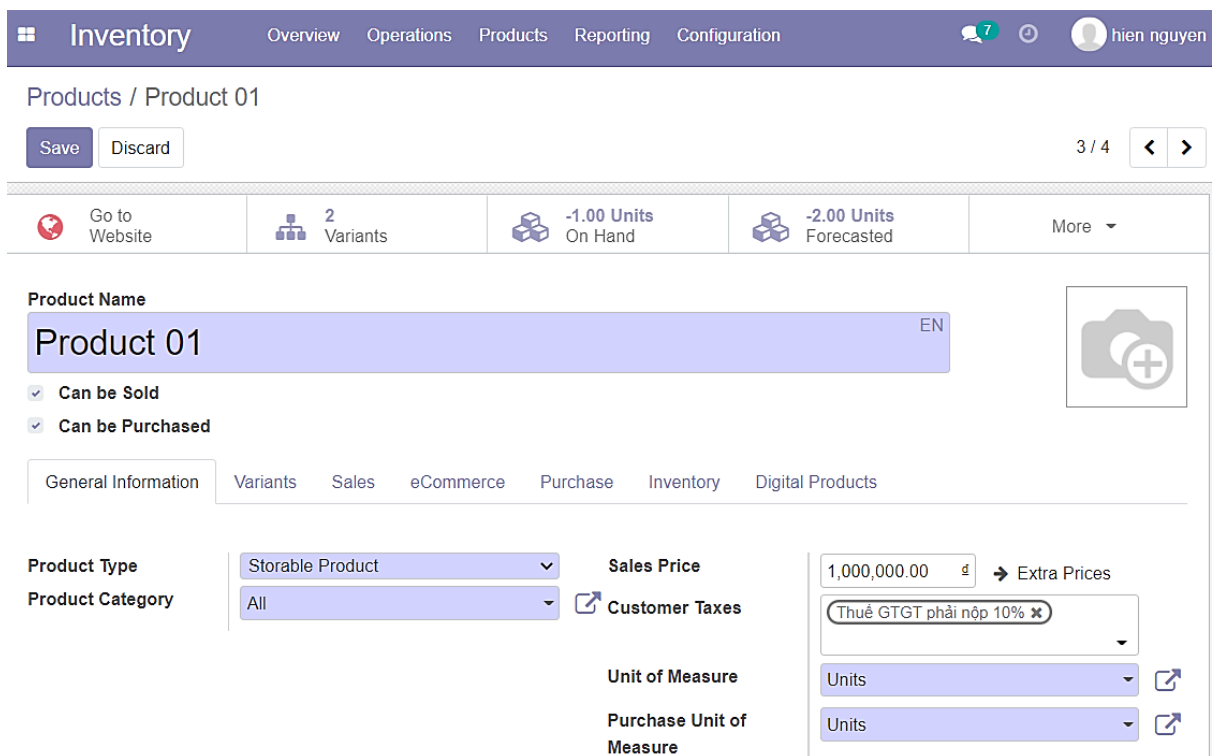 Inventory Overview Operations Products Reporting Configuration 7 hien nguyen
Products / Product 01
Save Discard 3 / 4
Go to Website
2 Variants
-1.00 Units On Hand
-2.00 Units Forecasted
More
Product Name
Product 01 EN
Can be Sold
Can be Purchased
General Information Variants Sales eCommerce Purchase Inventory Digital Products
Product Type Storable Product
Product Category All
Sales Price 1,000,000.00 ₫ Extra Prices
Customer Taxes Thuế GTGT phải nộp 10%
Unit of Measure Units
Purchase Unit of Measure Units